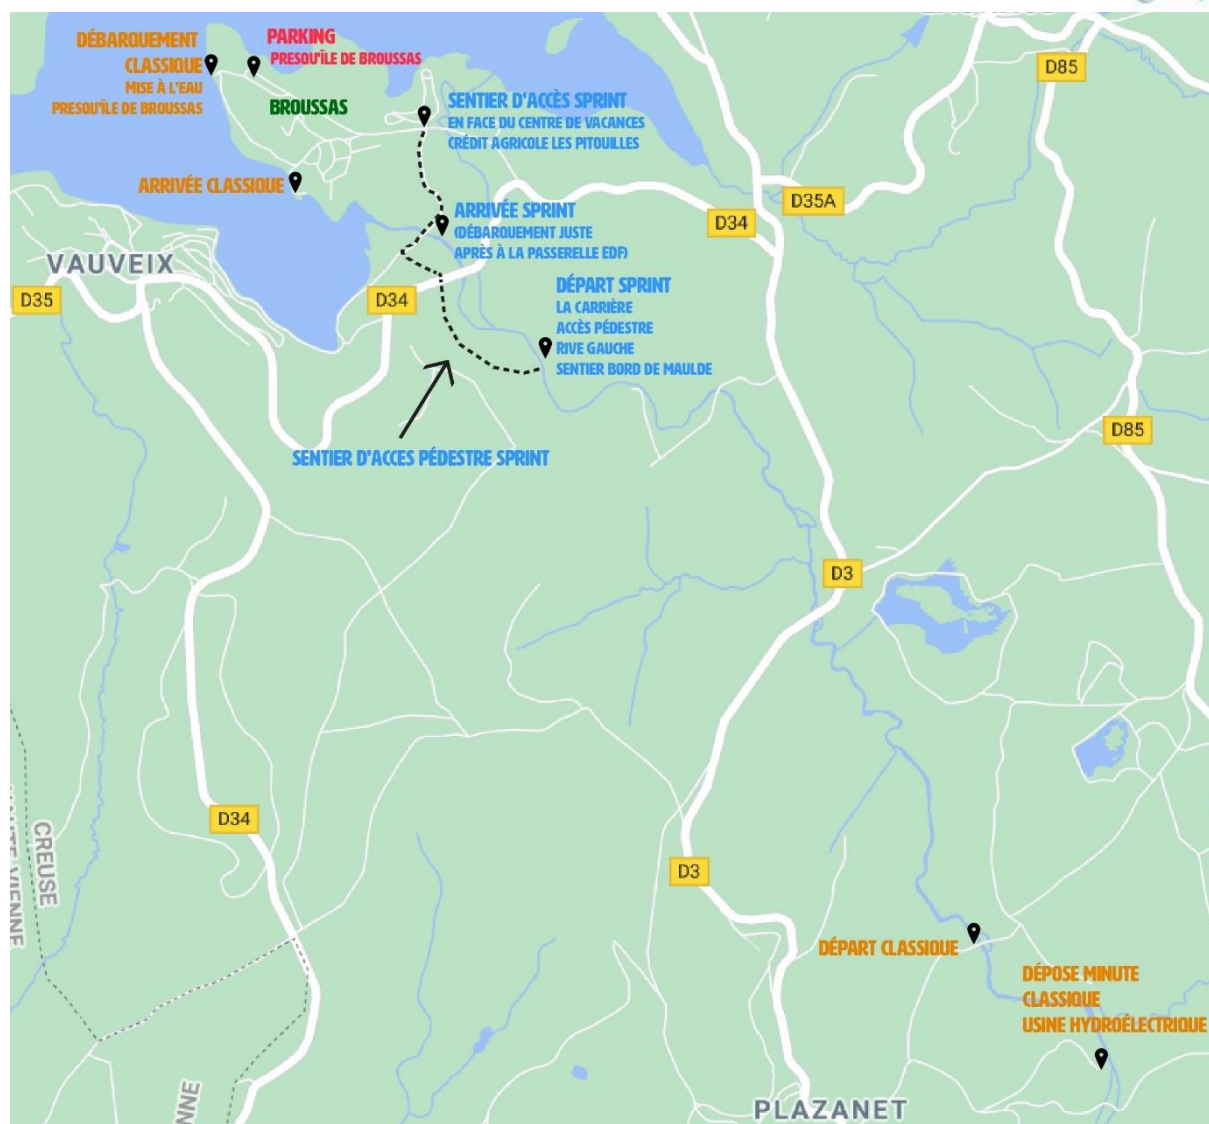 DÉBARQUEMENT
CLASSIQUE
MISE À L'EAU
PRESQU'ÎLE DE BROUSSAS
PARKING
PRESQU'ÎLE DE BROUSSAS
BROUSSAS
SENTIER D'ACCÈS SPRINT
EN FACE DU CENTRE DE VACANCES
CRÉDIT AGRICOLE LES PITOUILLES
D85
ARRIVÉE CLASSIQUE
D35A
ARRIVÉE SPRINT
(DÉBARQUEMENT JUSTE
APRÈS À LA PASSERELLE EDF)
D34
VAUVEIX
D35
D34
DÉPART SPRINT
LA CARRIÈRE
ACCÈS PÉDESTRE
RIVE GAUCHE
SENTIER BORD DE MAULDE
D85
SENTIER D'ACCES PÉDESTRE SPRINT
D3
D34
CREUSE
D3
DÉPART CLASSIQUE
DÉPOSE MINUTE
CLASSIQUE
USINE HYDROÉLECTRIQUE
PLAZANET